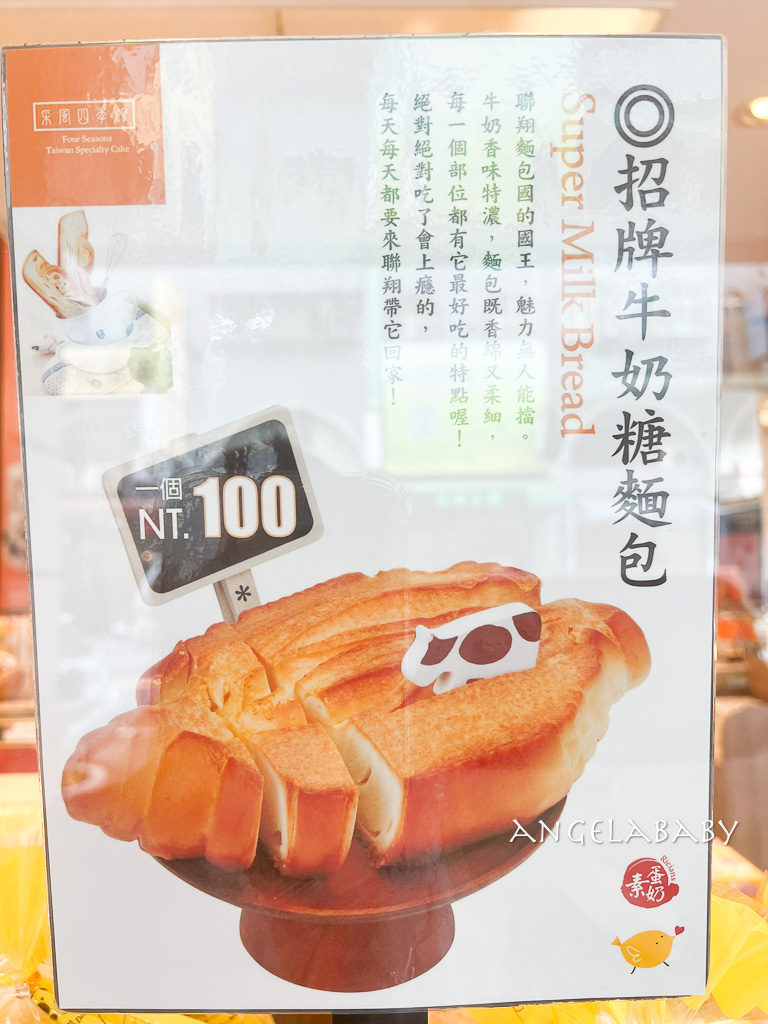 采風四季館
Four Seasons
Taiwan Specialty Cake
◎招牌牛奶糖麵包
Super Milk Bread
聯翔麵包國的國王，魅力無人能擋。
牛奶香味特濃，麵包既香綿又柔細，
每一個部位都有它最好吃的特點喔！
絕對絕對吃了會上癮的，
每天每天都要來聯翔帶它回家！
一個
NT. 100
*
ANGELABABY
Ricians
蛋奶素